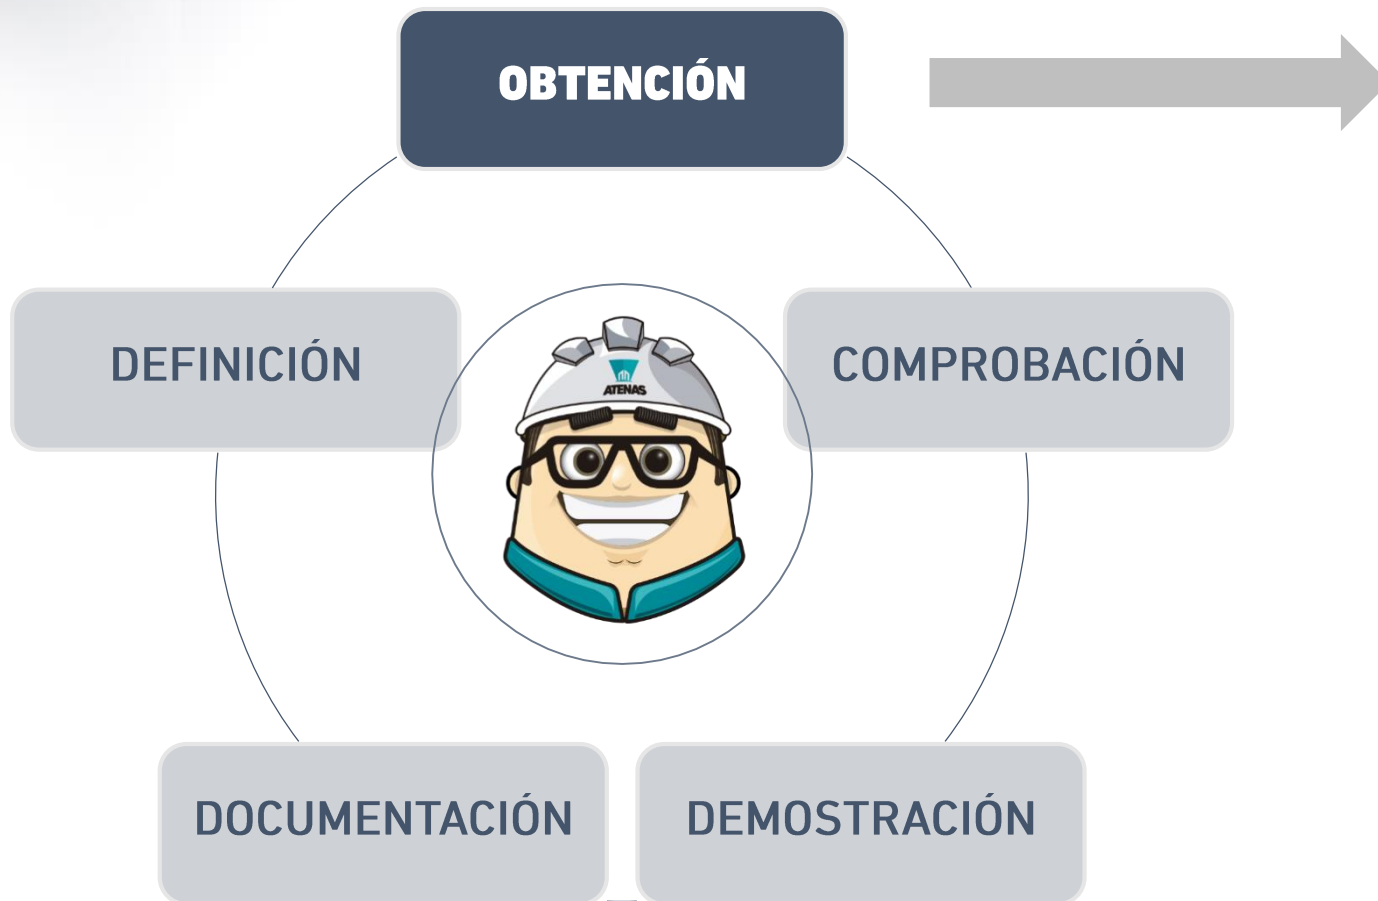 OBTENCIÓN
DEFINICIÓN
COMPROBACIÓN
ATENAS
DOCUMENTACIÓN
DEMOSTRACIÓN